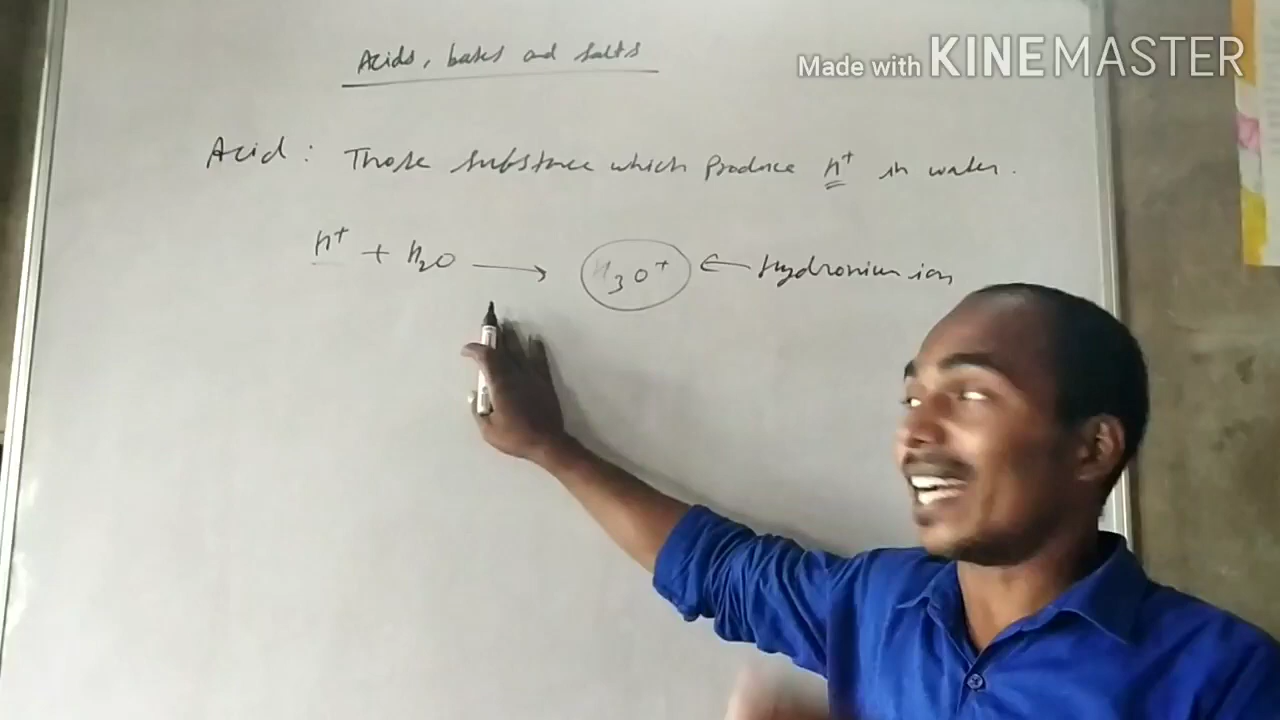 Acids, bases and salts
Made with KINEMASTER
Acid: Those substance which produce H+ in water.
H+ + H2O → H3O+ ← Hydronium ion